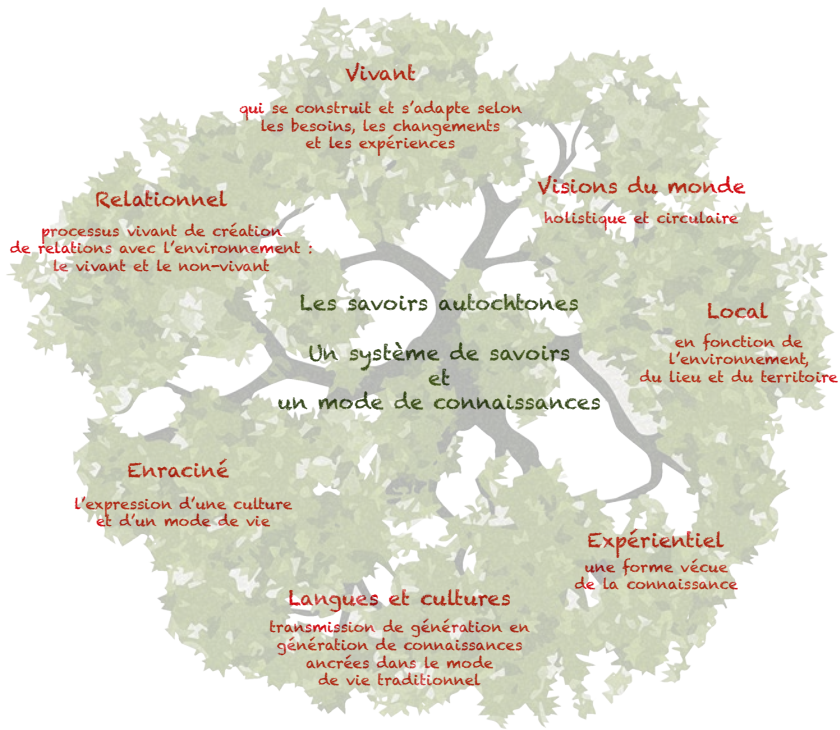 Vivant
qui se construit et s'adapte selon
les besoins, les changements
et les expériences
Visions du monde
holistique et circulaire
Relationnel
processus vivant de création
de relations avec l'environnement :
le vivant et le non-vivant
Les savoirs autochtones
Un système de savoirs
et
un mode de connaissances
Local
en fonction de
l'environnement,
du lieu et du territoire
Enraciné
l'expression d'une culture
et d'un mode de vie
Expérientiel
une forme vécue
de la connaissance
Langues et cultures
transmission de génération en
génération de connaissances
ancrées dans le mode
de vie traditionnel